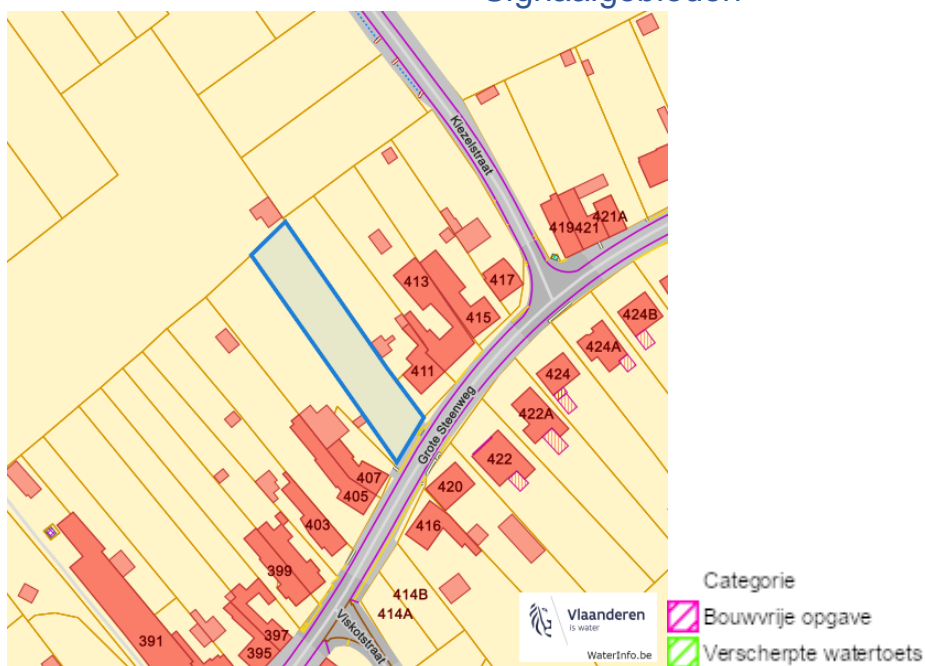 Signaalgebieden
Kiezelstraat
419 421 421A
413
417
415
424B
424A
411
424
Grote Steenweg
422A
407
405
422
420
403
416
399
414B
414A
397
395
391
Viskotstraat
Vlaanderen
is water
WaterInfo.be
Categorie
Bouwvrije opgave
Verscherpte watertoets